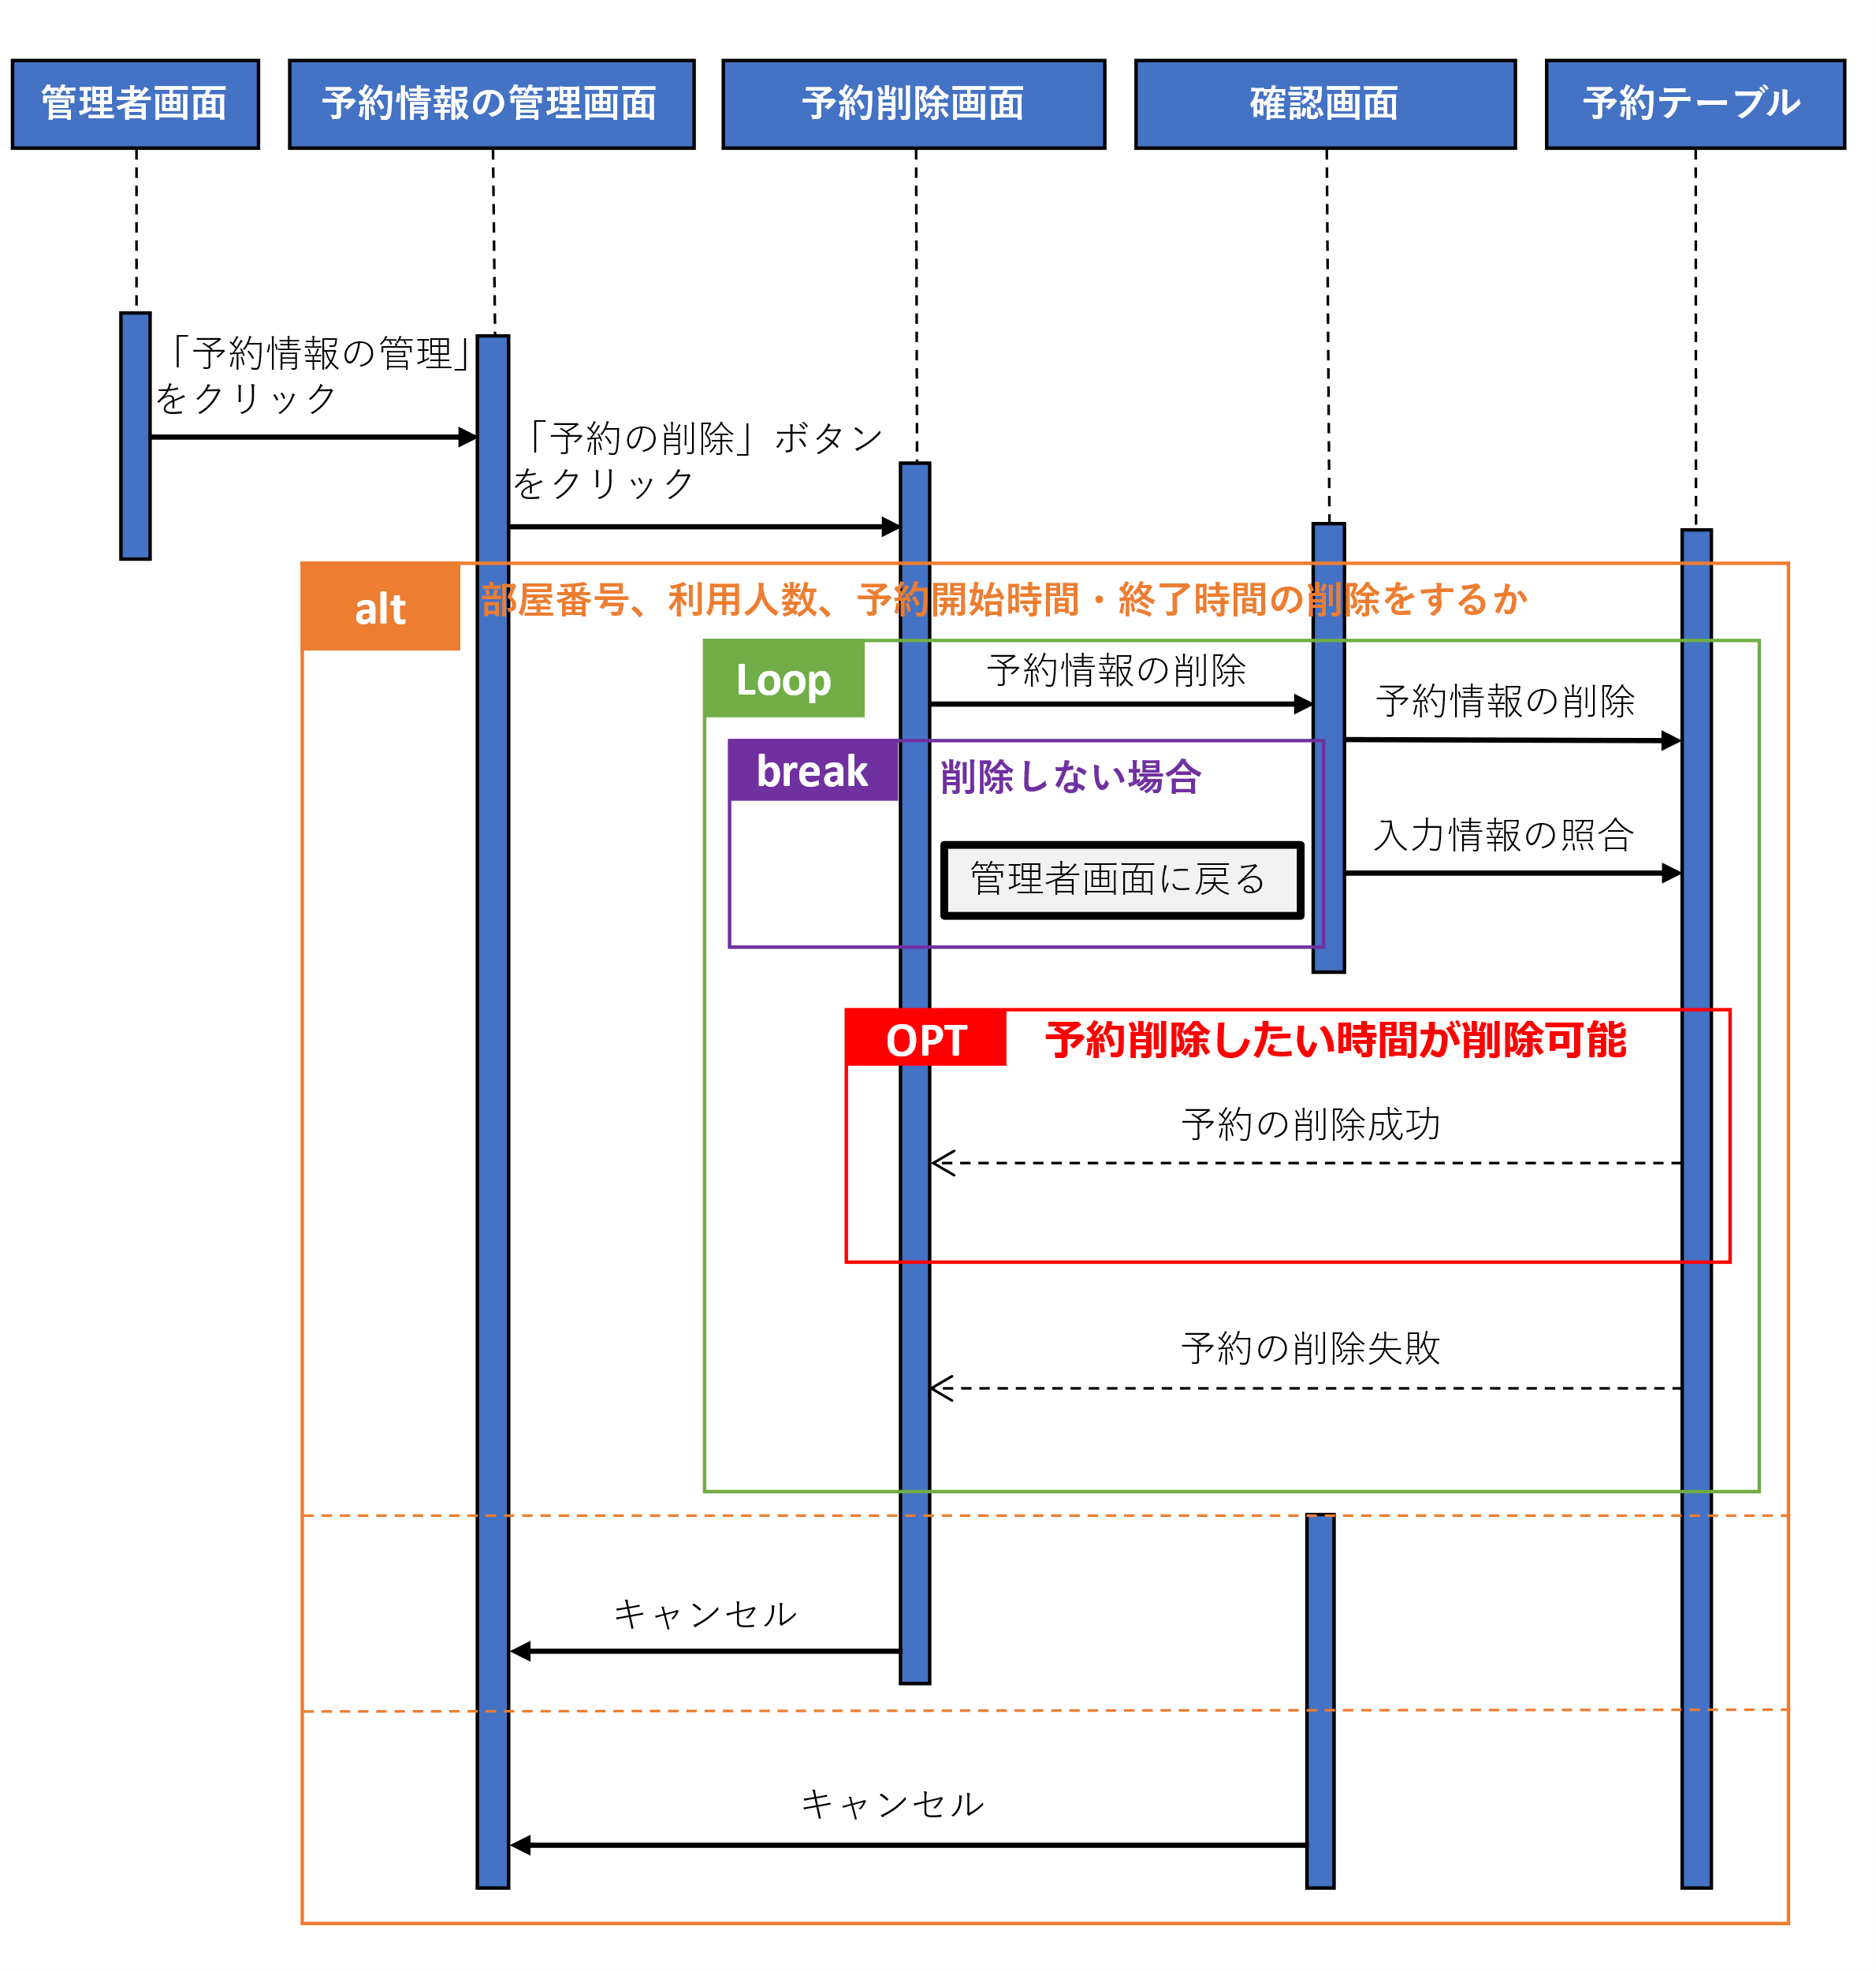 管理者画面
予約情報の管理画面
予約削除画面
確認画面
予約テーブル
「予約情報の管理」
をクリック
「予約の削除」ボタン
をクリック
alt
部屋番号、利用人数、予約開始時間・終了時間の削除をするか
Loop
予約情報の削除
予約情報の削除
break
削除しない場合
入力情報の照合
管理者画面に戻る
OPT
予約削除したい時間が削除可能
予約の削除成功
予約の削除失敗
キャンセル
キャンセル